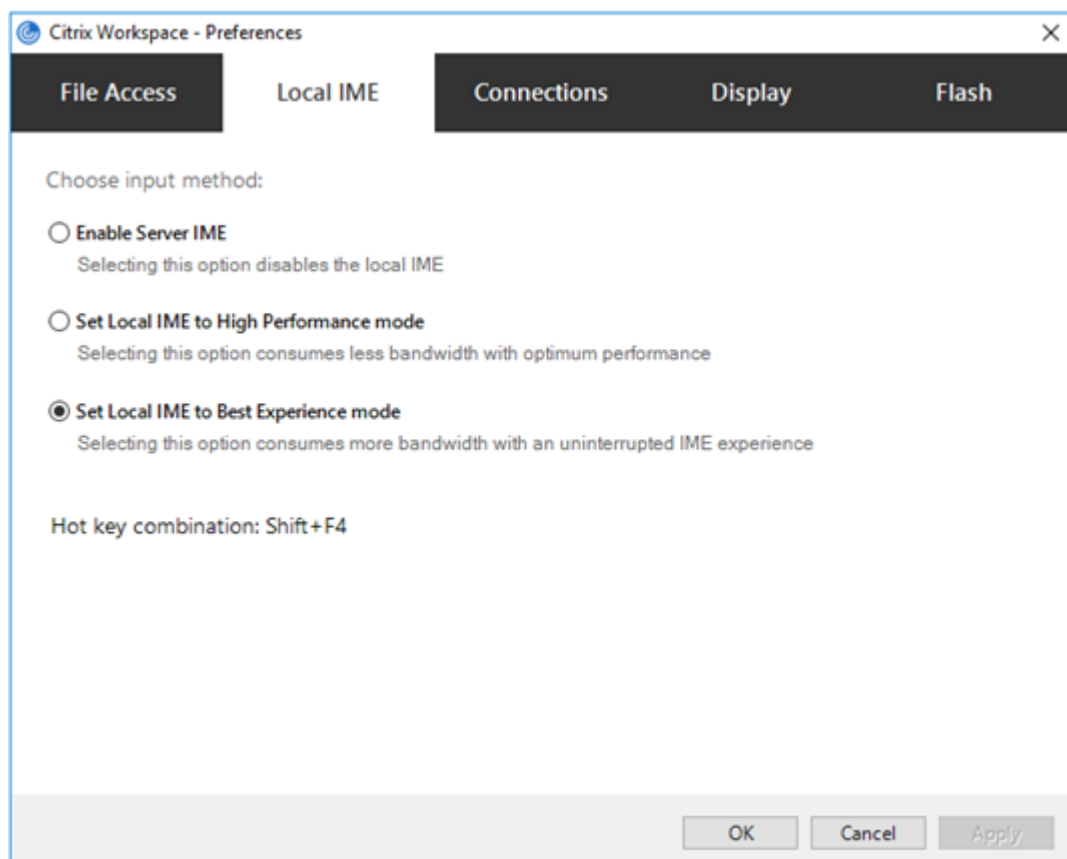 Citrix Workspace - Preferences
File Access Local IME Connections Display Flash
Choose input method:
Enable Server IME
Selecting this option disables the local IME
Set Local IME to High Performance mode
Selecting this option consumes less bandwidth with optimum performance
Set Local IME to Best Experience mode
Selecting this option consumes more bandwidth with an uninterrupted IME experience
Hot key combination: Shift+F4
OK Cancel Apply